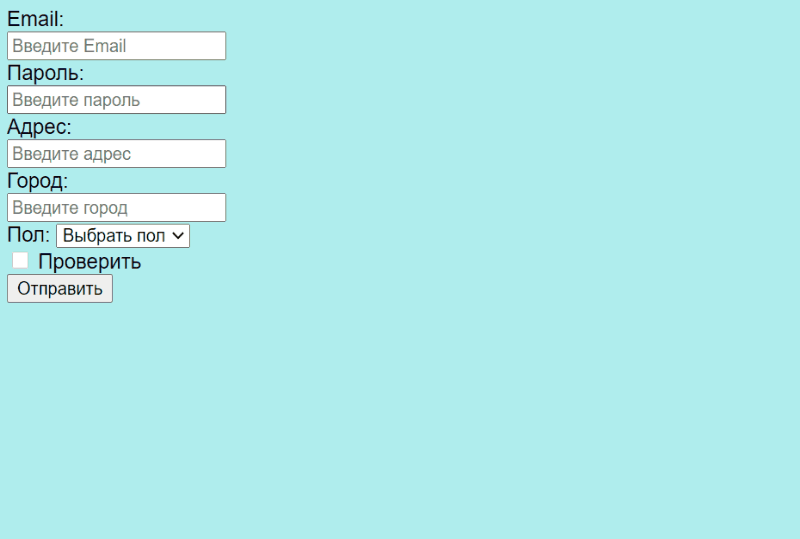 Email:
Введите Email
Пароль:
Введите пароль
Адрес:
Введите адрес
Город:
Введите город
Пол: Выбрать пол
Проверить
Отправить